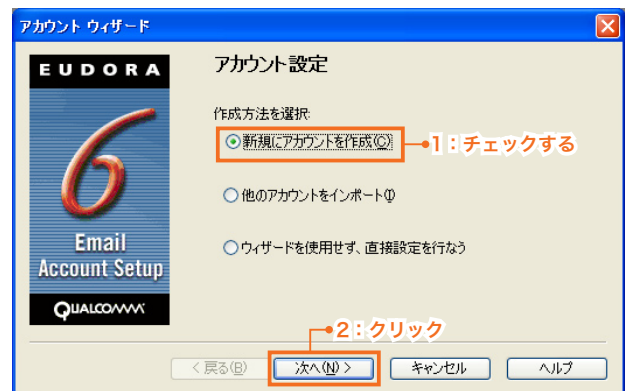 アカウント ウィザード
EUDORA
6
Email
Account Setup
QUALCOMM
アカウント設定
作成方法を選択:
新規にアカウントを作成(C)
1：チェックする
他のアカウントをインポート(I)
ウィザードを使用せず、直接設定を行なう
2：クリック
< 戻る(B)
次へ(N) >
キャンセル
ヘルプ